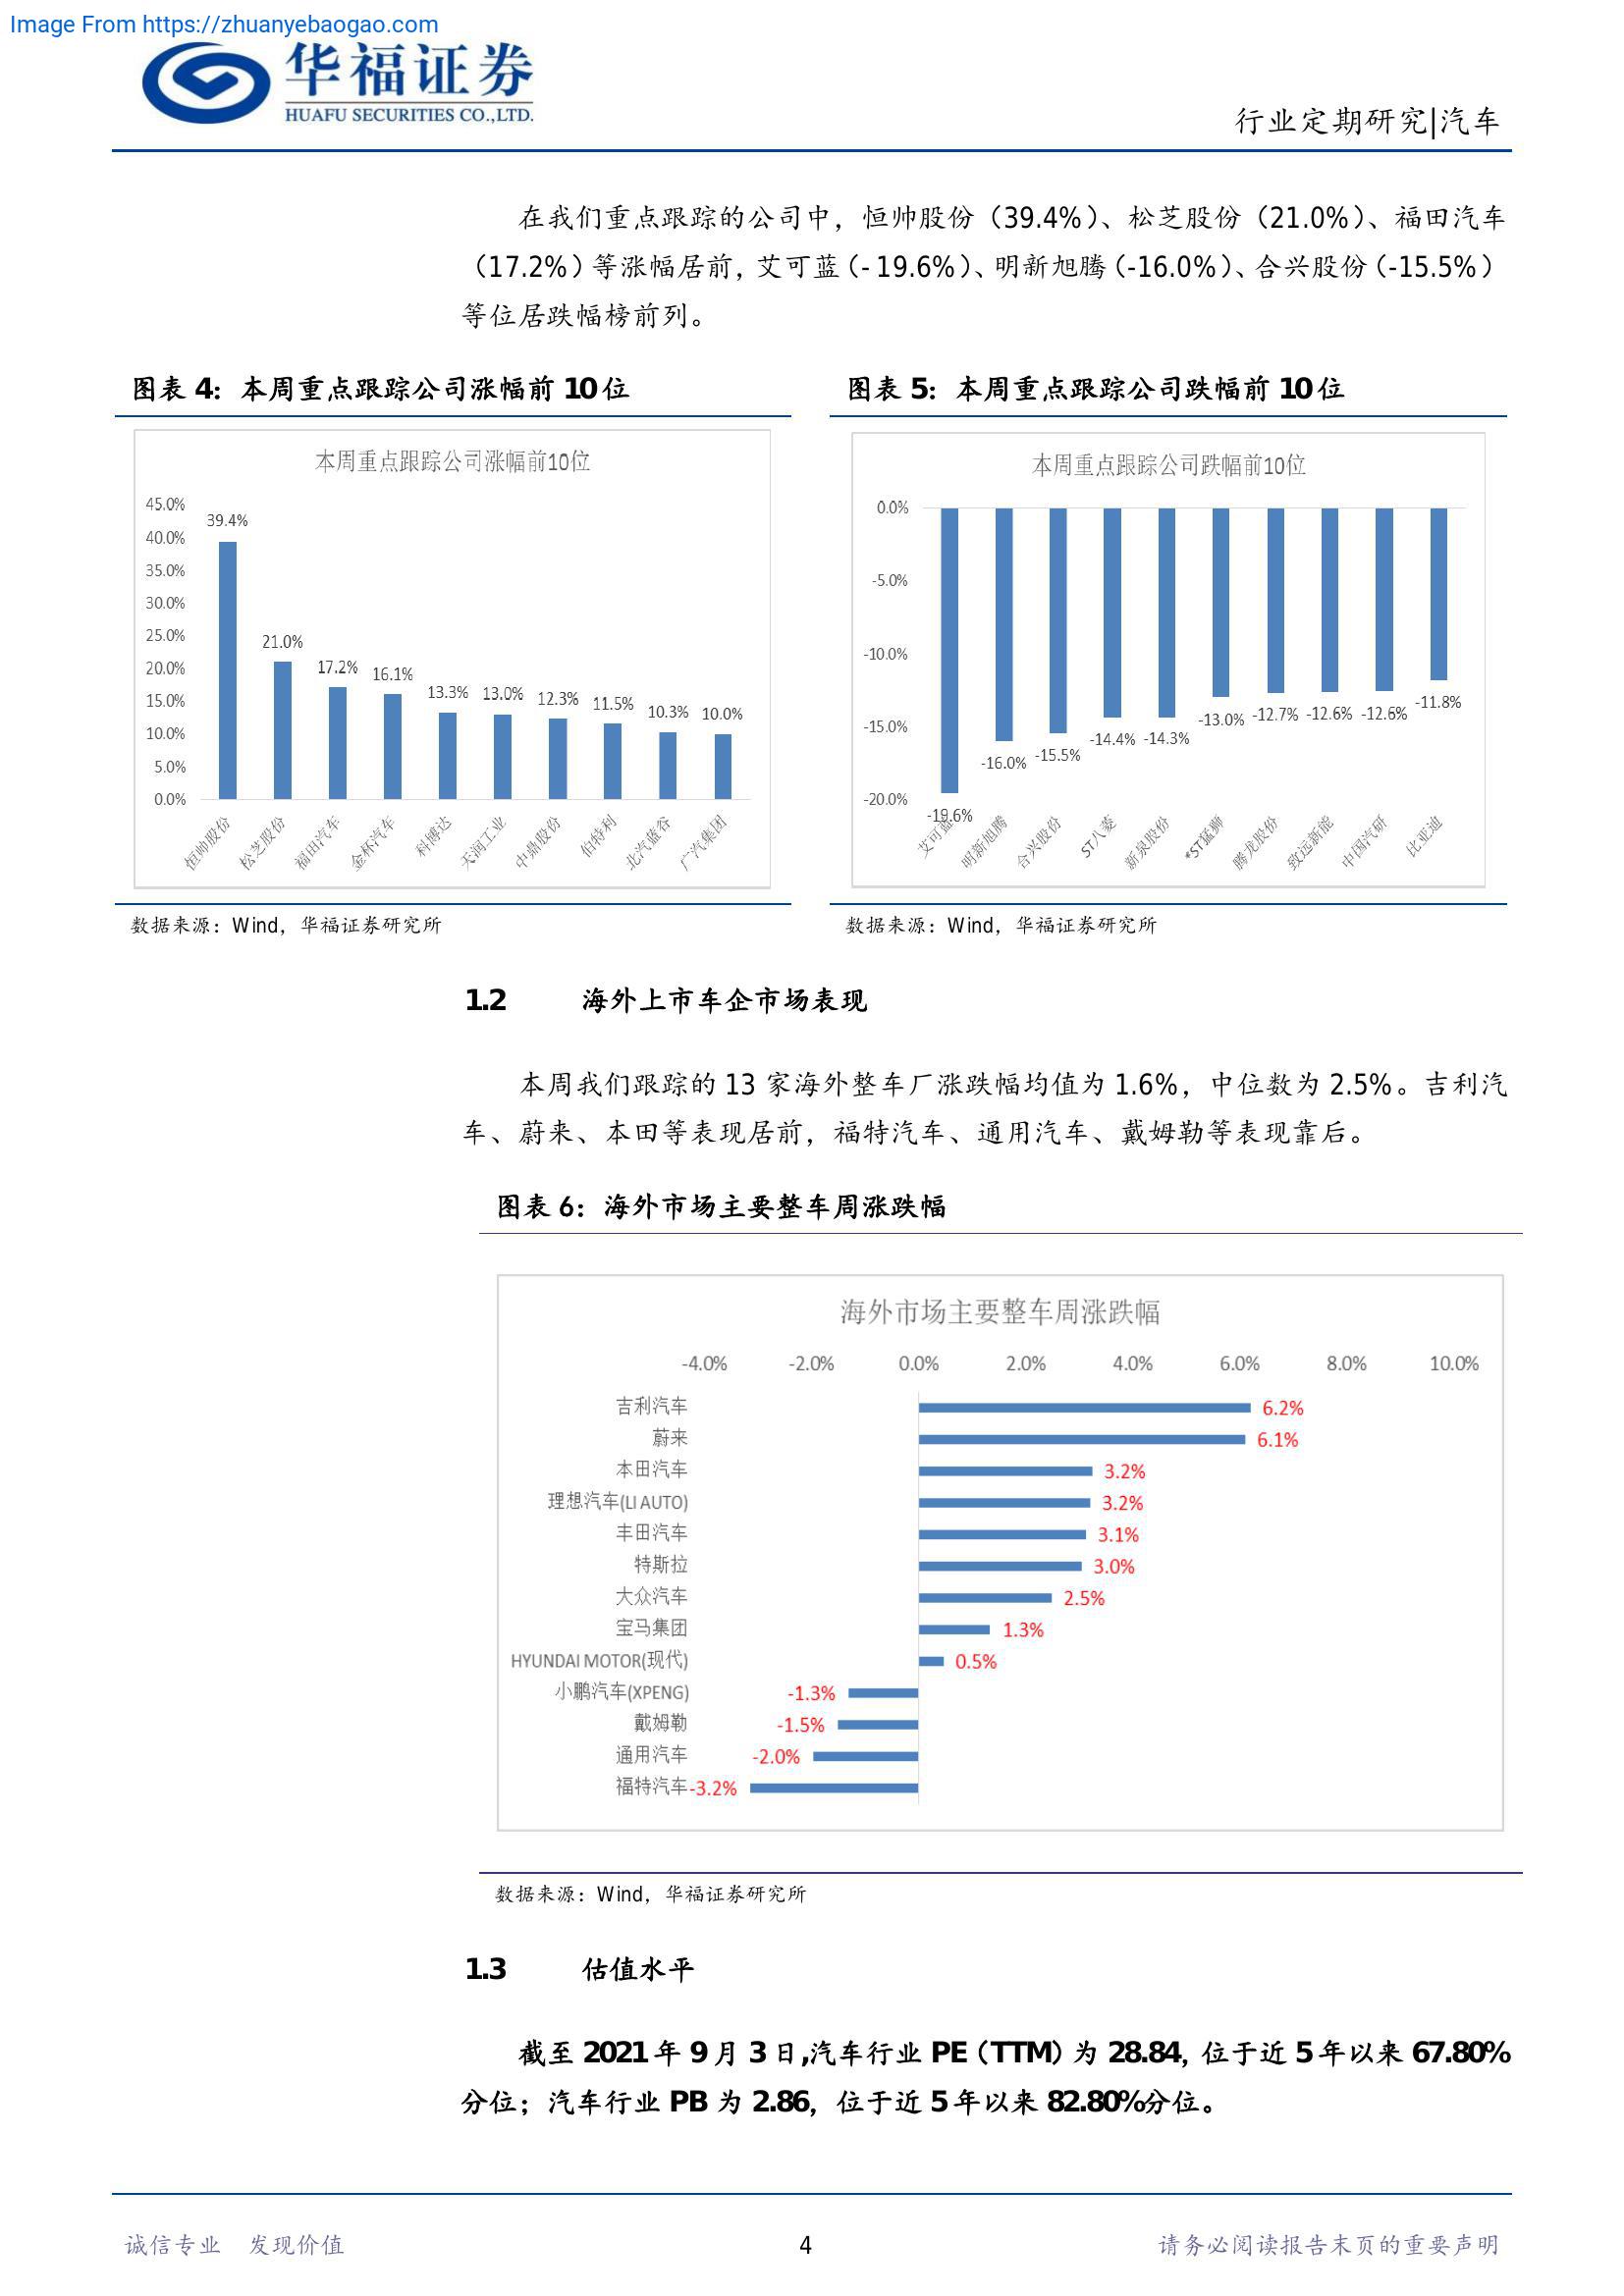 Image From https://zhuanyebaogao.com
华福证券
HUAFU SECURITIES CO.,LTD.
行业定期研究|汽车
在我们重点跟踪的公司中，恒帅股份（39.4%）、松芝股份（21.0%）、福田汽车
（17.2%）等涨幅居前，艾可蓝（- 19.6%）、明新旭腾（-16.0%）、合兴股份（-15.5%）
等位居跌幅榜前列。
图表 4：本周重点跟踪公司涨幅前 10 位
本周重点跟踪公司涨幅前10位
45.0%
40.0%
35.0%
30.0%
25.0%
20.0%
15.0%
10.0%
5.0%
0.0%
39.4%
21.0%
17.2%
16.1%
13.3%
13.0%
12.3%
11.5%
10.3%
10.0%
恒帅股份
松芝股份
福田汽车
金杯汽车
科博达
天润工业
中鼎股份
伯特利
北汽蓝谷
广汽集团
数据来源：Wind，华福证券研究所
图表 5：本周重点跟踪公司跌幅前 10 位
本周重点跟踪公司跌幅前10位
0.0%
-5.0%
-10.0%
-15.0%
-20.0%
-19.6%
-16.0%
-15.5%
-14.4%
-14.3%
-13.0%
-12.7%
-12.6%
-12.6%
-11.8%
艾可蓝
明新旭腾
合兴股份
ST八菱
新泉股份
*ST猛狮
腾龙股份
致远新能
中国汽研
比亚迪
数据来源：Wind，华福证券研究所
1.2 海外上市车企市场表现
本周我们跟踪的 13 家海外整车厂涨跌幅均值为 1.6%，中位数为 2.5%。吉利汽
车、蔚来、本田等表现居前，福特汽车、通用汽车、戴姆勒等表现靠后。
图表 6：海外市场主要整车周涨跌幅
海外市场主要整车周涨跌幅
-4.0% -2.0% 0.0% 2.0% 4.0% 6.0% 8.0% 10.0%
吉利汽车 6.2%
蔚来 6.1%
本田汽车 3.2%
理想汽车(LI AUTO) 3.2%
丰田汽车 3.1%
特斯拉 3.0%
大众汽车 2.5%
宝马集团 1.3%
HYUNDAI MOTOR(现代) 0.5%
小鹏汽车(XPENG) -1.3%
戴姆勒 -1.5%
通用汽车 -2.0%
福特汽车 -3.2%
数据来源：Wind，华福证券研究所
1.3 估值水平
截至 2021 年 9 月 3 日,汽车行业 PE（TTM）为 28.84，位于近 5 年以来 67.80%
分位；汽车行业 PB 为 2.86，位于近 5 年以来 82.80%分位。
诚信专业 发现价值
4
请务必阅读报告末页的重要声明